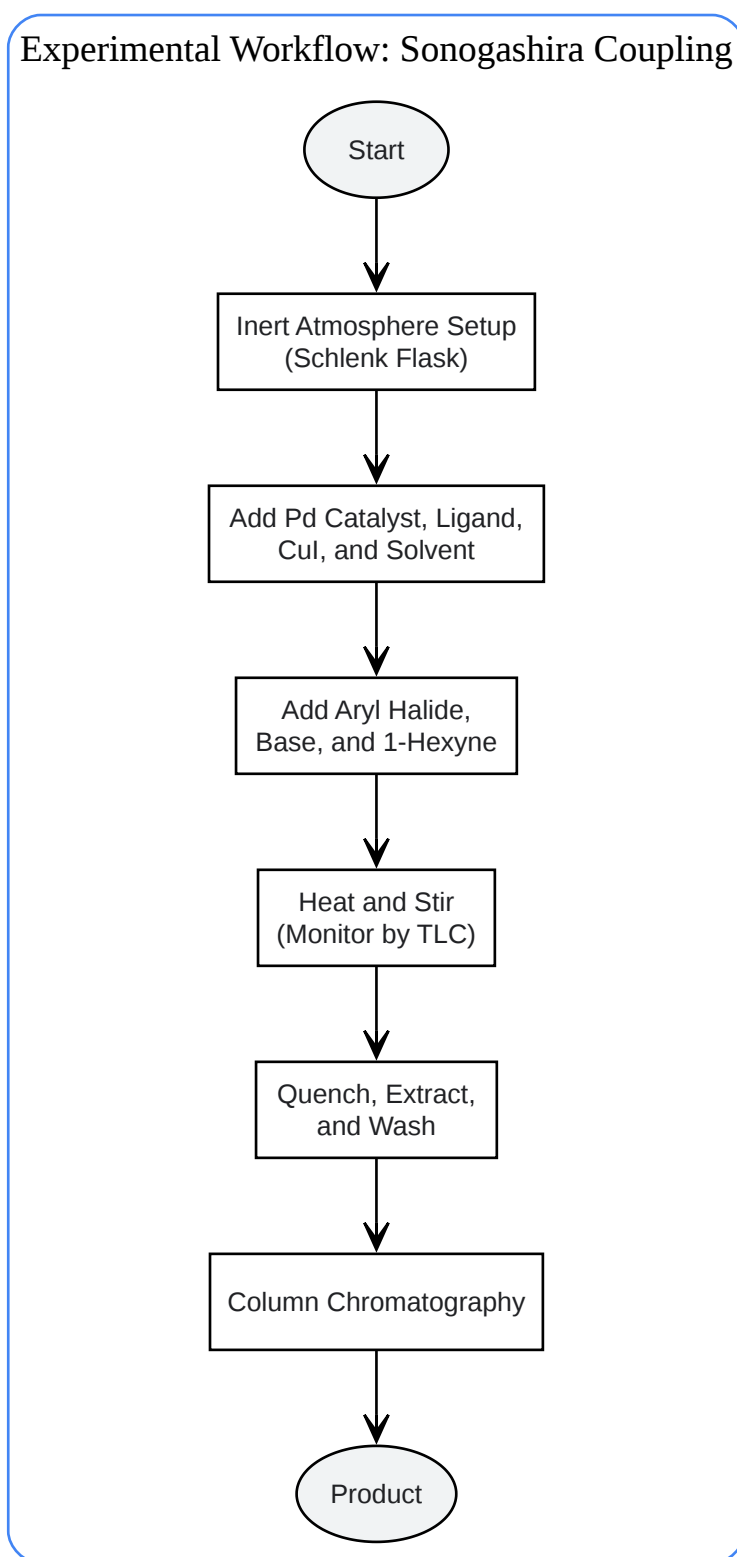 Experimental Workflow: Sonogashira Coupling
Start
Inert Atmosphere Setup
(Schlenk Flask)
Add Pd Catalyst, Ligand,
CuI, and Solvent
Add Aryl Halide,
Base, and 1-Hexyne
Heat and Stir
(Monitor by TLC)
Quench, Extract,
and Wash
Column Chromatography
Product